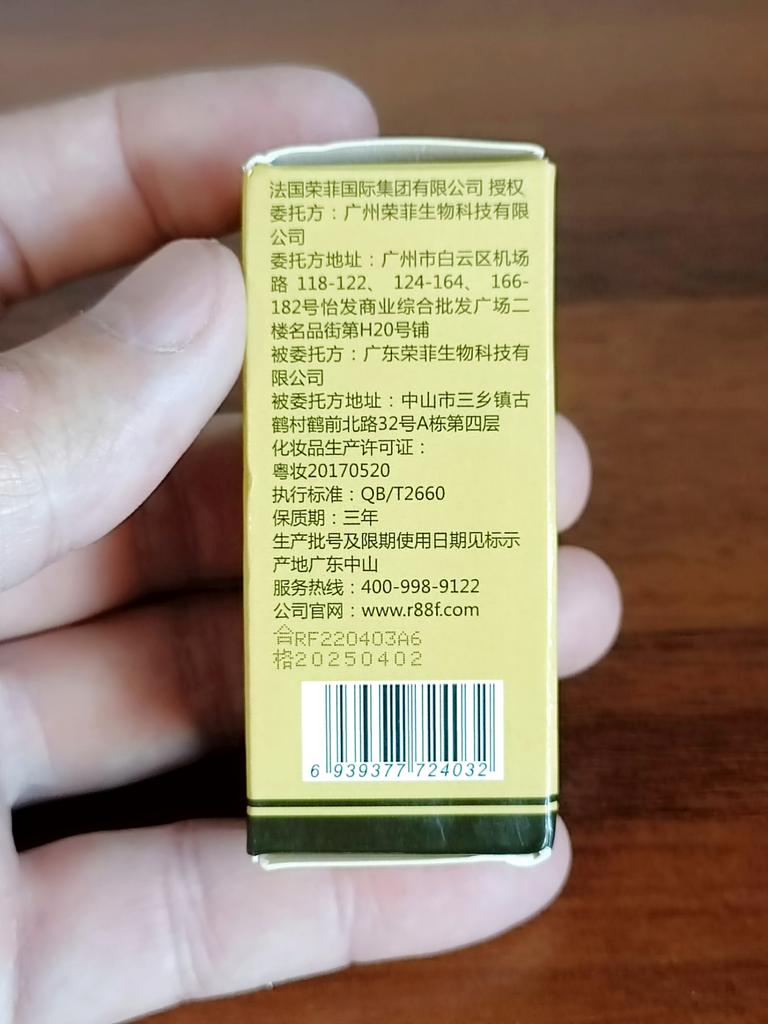 法国荣菲国际集团有限公司 授权
委托方：广州荣菲生物科技有限
公司
委托方地址：广州市白云区机场
路 118-122、 124-164、 166-
182号怡发商业综合批发广场二
楼名品街第H20号铺
被委托方：广东荣菲生物科技有
限公司
被委托方地址：中山市三乡镇古
鹤村鹤前北路32号A栋第四层
化妆品生产许可证：
粤妆20170520
执行标准：QB/T2660
保质期：三年
生产批号及限期使用日期见标示
产地广东中山
服务热线：400-998-9122
公司官网：www.r88f.com
合RF220403A6
格20250402
6 939377 724032